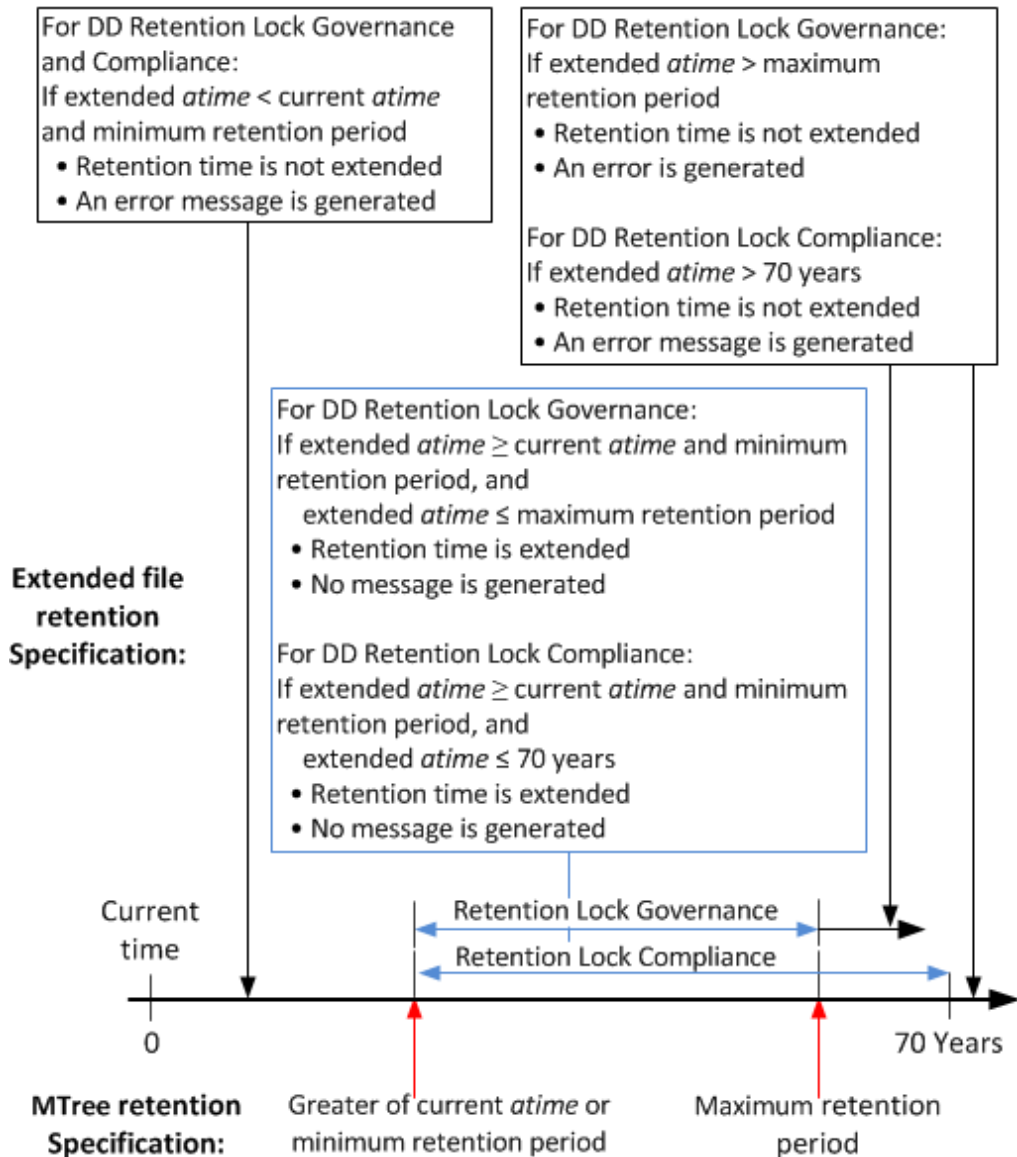 For DD Retention Lock Governance
and Compliance:
If extended atime < current atime
and minimum retention period
• Retention time is not extended
• An error message is generated
For DD Retention Lock Governance:
If extended atime > maximum
retention period
• Retention time is not extended
• An error is generated
For DD Retention Lock Compliance:
If extended atime > 70 years
• Retention time is not extended
• An error message is generated
For DD Retention Lock Governance:
If extended atime ≥ current atime and minimum
retention period, and
extended atime ≤ maximum retention period
• Retention time is extended
• No message is generated
For DD Retention Lock Compliance:
If extended atime ≥ current atime and minimum
retention period, and
extended atime ≤ 70 years
• Retention time is extended
• No message is generated
Extended file
retention
Specification:
Current
time
Retention Lock Governance
Retention Lock Compliance
0
70 Years
MTree retention
Specification:
Greater of current atime or
minimum retention period
Maximum retention
period